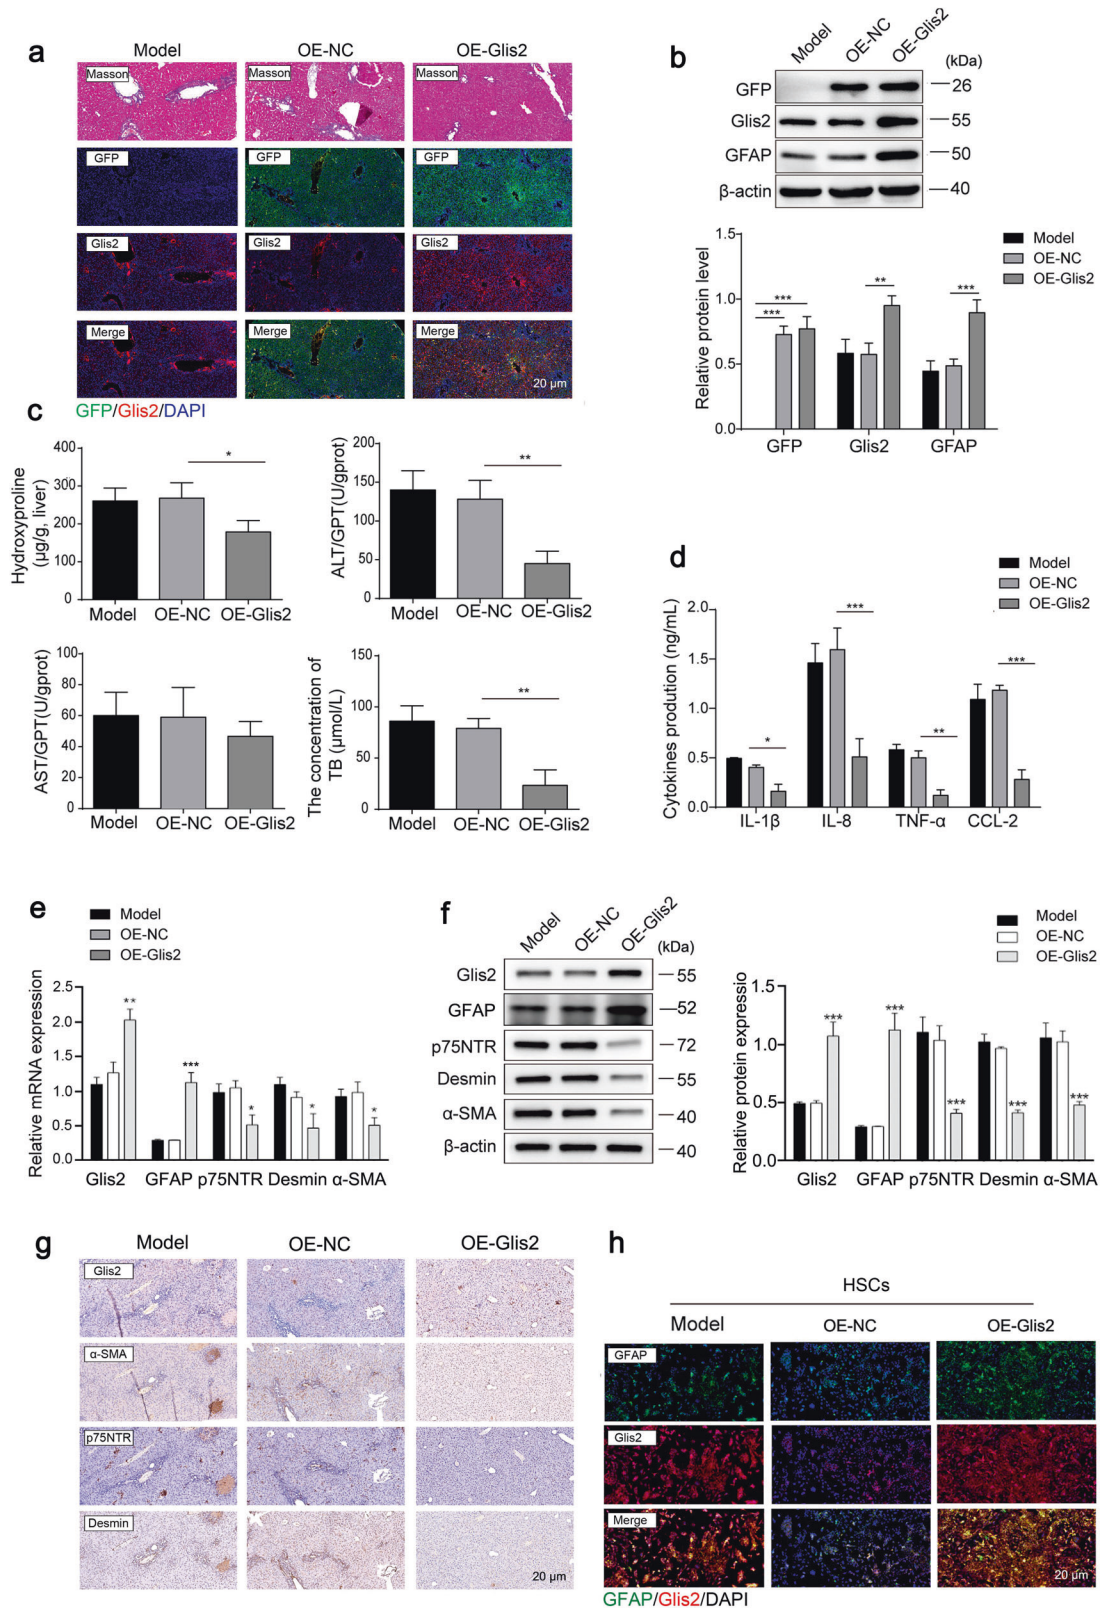 a
Model
OE-NC
OE-Glis2
Masson
Masson
Masson
GFP
GFP
GFP
Glis2
Glis2
Glis2
Merge
Merge
Merge
20 μm
GFP/Glis2/DAPI
b
Model
OE-NC
OE-Glis2
(kDa)
GFP
26
Glis2
55
GFAP
50
β-actin
40
Relative protein level
1.5
1.0
0.5
0.0
***
***
**
***
GFP
Glis2
GFAP
Model
OE-NC
OE-Glis2
c
Hydroxyproline
(μg/g, liver)
400
300
200
100
0
*
Model
OE-NC
OE-Glis2
ALT/GPT(U/gprot)
200
150
100
50
0
**
Model
OE-NC
OE-Glis2
AST/GPT(U/gprot)
100
80
60
40
20
0
Model
OE-NC
OE-Glis2
The concentration of
TB (μmol/L)
150
100
50
0
**
Model
OE-NC
OE-Glis2
d
Model
OE-NC
OE-Glis2
Cytokines prodution (ng/mL)
2.0
1.5
1.0
0.5
0.0
*
***
**
***
IL-1β
IL-8
TNF-α
CCL-2
e
Model
OE-NC
OE-Glis2
Relative mRNA expression
2.5
2.0
1.5
1.0
0.5
0.0
**
***
*
*
*
Glis2
GFAP
p75NTR
Desmin
α-SMA
f
Model
OE-NC
OE-Glis2
(kDa)
Glis2
55
GFAP
52
p75NTR
72
Desmin
55
α-SMA
40
β-actin
40
Model
OE-NC
OE-Glis2
Relative protein expressio
1.5
1.0
0.5
0.0
***
***
***
***
***
Glis2
GFAP
p75NTR
Desmin
α-SMA
g
Model
OE-NC
OE-Glis2
Glis2
α-SMA
p75NTR
Desmin
20 μm
h
HSCs
Model
OE-NC
OE-Glis2
GFAP
Glis2
Merge
20 μm
GFAP/Glis2/DAPI